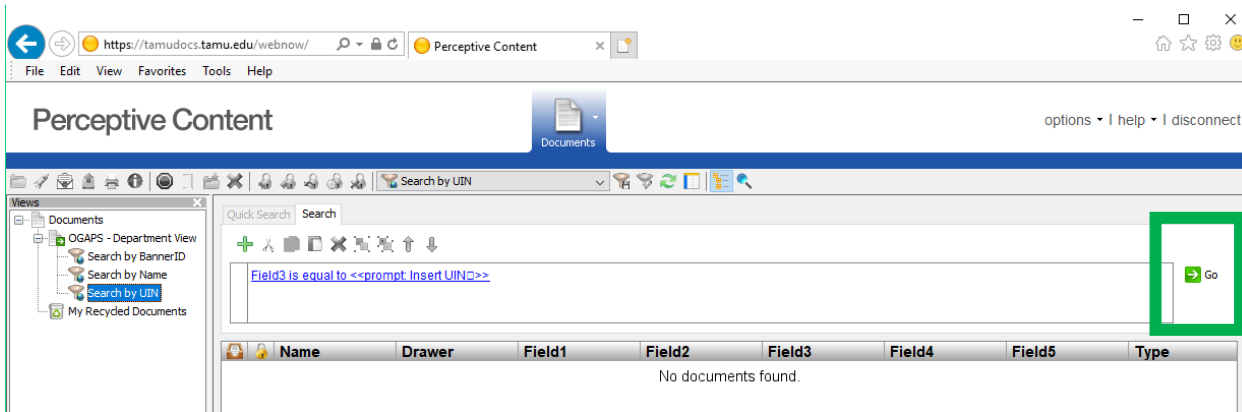 https://tamudocs.tamu.edu/webnow/ Perceptive Content
File Edit View Favorites Tools Help
Perceptive Content
Documents
options help disconnect
Search by UIN
Views
Documents
OGAPS - Department View
Search by BannerID
Search by Name
Search by UIN
My Recycled Documents
Quick Search Search
Field3 is equal to <<prompt: Insert UIN□>>
Go
Name Drawer Field1 Field2 Field3 Field4 Field5 Type
No documents found.